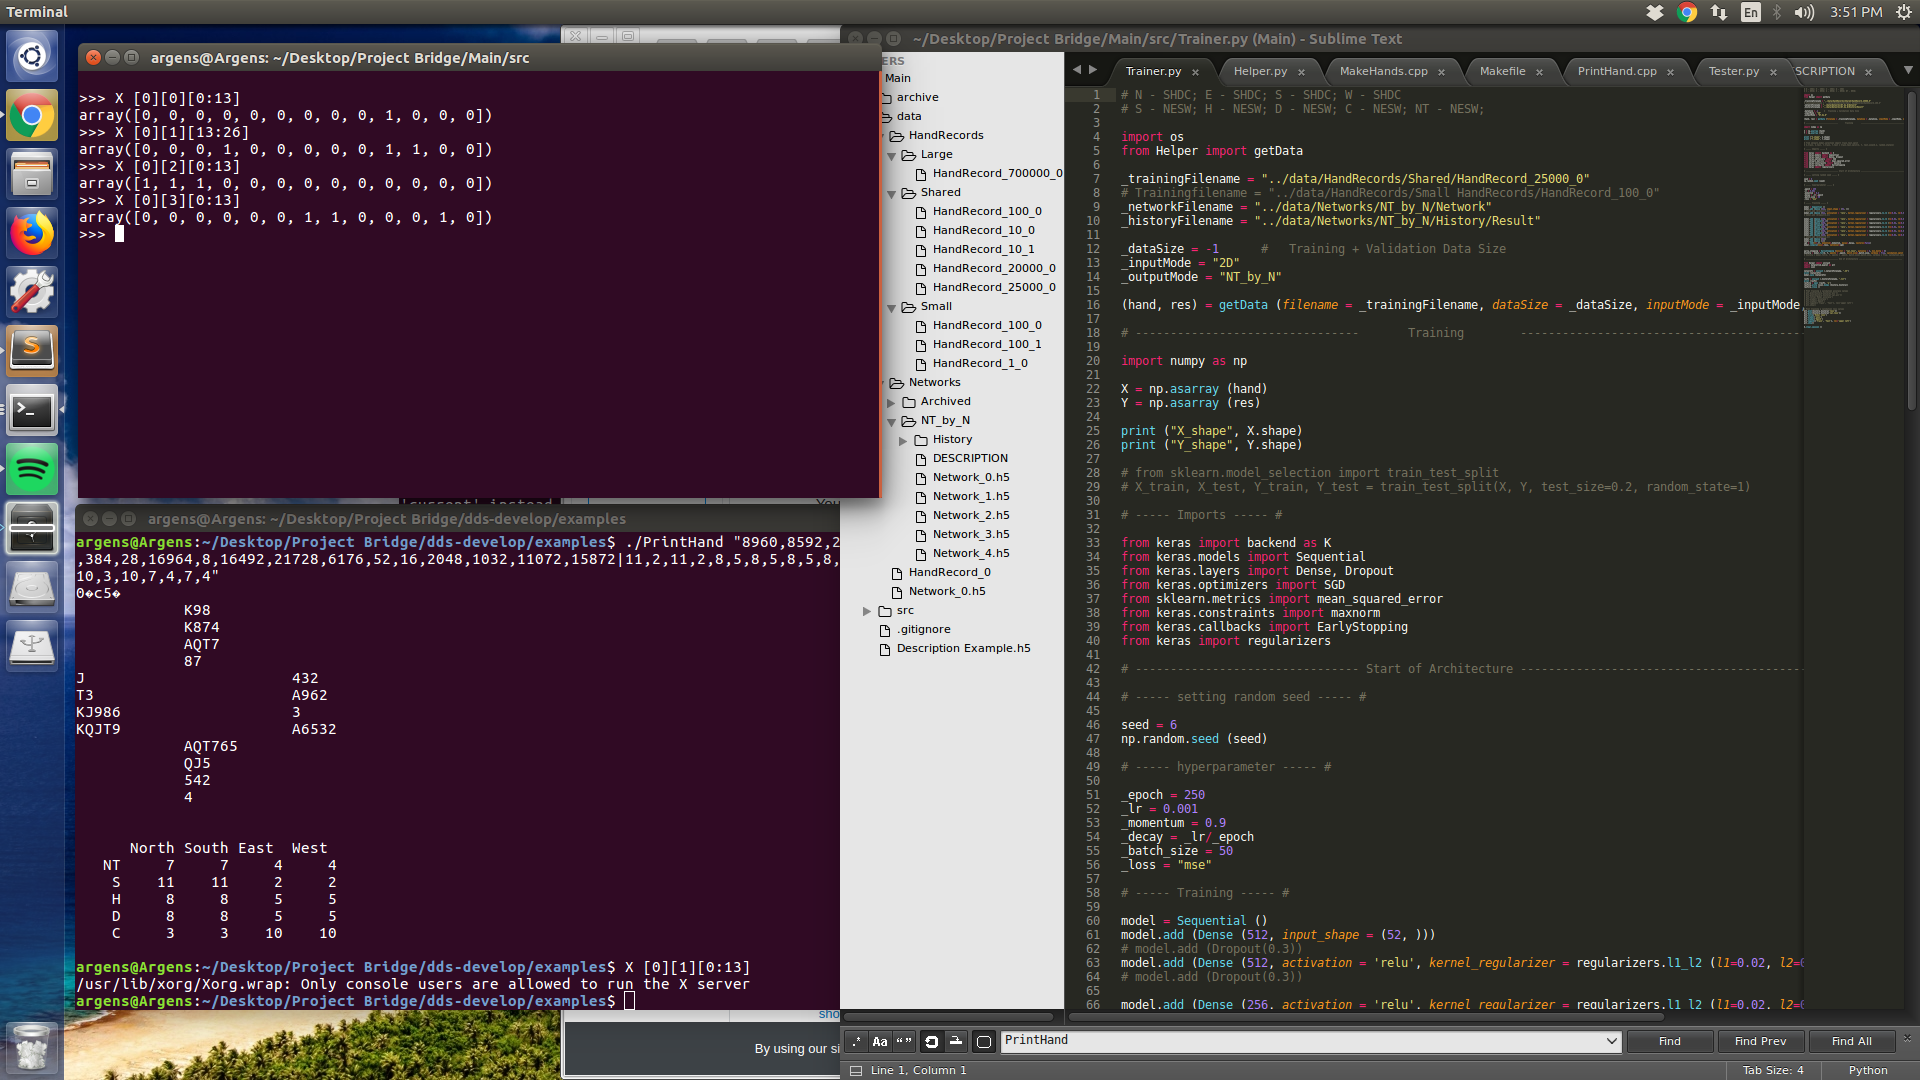 Terminal
En
3:51 PM
argens@Argens: ~/Desktop/Project Bridge/Main/src
>>> X [0][0][0:13]
array([0, 0, 0, 0, 0, 0, 0, 0, 0, 1, 0, 0, 0])
>>> X [0][1][13:26]
array([0, 0, 0, 1, 0, 0, 0, 0, 0, 1, 1, 0, 0])
>>> X [0][2][0:13]
array([1, 1, 1, 0, 0, 0, 0, 0, 0, 0, 0, 0, 0])
>>> X [0][3][0:13]
array([0, 0, 0, 0, 0, 0, 1, 1, 0, 0, 0, 1, 0])
>>>
argens@Argens: ~/Desktop/Project Bridge/dds-develop/examples
argens@Argens:~/Desktop/Project Bridge/dds-develop/examples$ ./PrintHand "8960,8592,2
,384,28,16964,8,16492,21728,6176,52,16,2048,1032,11072,15872|11,2,11,2,8,5,8,5,8,5,8,
10,3,10,7,4,7,4"
0�c5�
K98
K874
AQT7
87
J 432
T3 A962
KJ986 3
KQJT9 A6532
AQT765
QJ5
542
4
North South East West
NT 7 7 4 4
S 11 11 2 2
H 8 8 5 5
D 8 8 5 5
C 3 3 10 10
argens@Argens:~/Desktop/Project Bridge/dds-develop/examples$ X [0][1][0:13]
/usr/lib/xorg/Xorg.wrap: Only console users are allowed to run the X server
argens@Argens:~/Desktop/Project Bridge/dds-develop/examples$
By using our si
~/Desktop/Project Bridge/Main/src/Trainer.py (Main) - Sublime Text
ERS
Main
archive
data
HandRecords
Large
HandRecord_700000_0
Shared
HandRecord_100_0
HandRecord_10_0
HandRecord_10_1
HandRecord_20000_0
HandRecord_25000_0
Small
HandRecord_100_0
HandRecord_100_1
HandRecord_1_0
Networks
Archived
NT_by_N
History
DESCRIPTION
Network_0.h5
Network_1.h5
Network_2.h5
Network_3.h5
Network_4.h5
HandRecord_0
Network_0.h5
src
.gitignore
Description Example.h5
Trainer.py Helper.py MakeHands.cpp Makefile PrintHand.cpp Tester.py SCRIPTION
1 # N - SHDC; E - SHDC; S - SHDC; W - SHDC
2 # S - NESW; H - NESW; D - NESW; C - NESW; NT - NESW;
3
4 import os
5 from Helper import getData
6
7 _trainingFilename = "../data/HandRecords/Shared/HandRecord_25000_0"
8 # Trainingfilename = "../data/HandRecords/Small HandRecords/HandRecord_100_0"
9 _networkFilename = "../data/Networks/NT_by_N/Network"
10 _historyFilename = "../data/Networks/NT_by_N/History/Result"
11
12 _dataSize = -1 # Training + Validation Data Size
13 _inputMode = "2D"
14 _outputMode = "NT_by_N"
15
16 (hand, res) = getData (filename = _trainingFilename, dataSize = _dataSize, inputMode = _inputMode
17
18 # -------------------------------- Training ----------------------------------------
19
20 import numpy as np
21
22 X = np.asarray (hand)
23 Y = np.asarray (res)
24
25 print ("X_shape", X.shape)
26 print ("Y_shape", Y.shape)
27
28 # from sklearn.model_selection import train_test_split
29 # X_train, X_test, Y_train, Y_test = train_test_split(X, Y, test_size=0.2, random_state=1)
30
31 # ----- Imports ----- #
32
33 from keras import backend as K
34 from keras.models import Sequential
35 from keras.layers import Dense, Dropout
36 from keras.optimizers import SGD
37 from sklearn.metrics import mean_squared_error
38 from keras.constraints import maxnorm
39 from keras.callbacks import EarlyStopping
40 from keras import regularizers
41
42 # -------------------------------- Start of Architecture ----------------------------------------
43
44 # ----- setting random seed ----- #
45
46 seed = 6
47 np.random.seed (seed)
48
49 # ----- hyperparameter ----- #
50
51 _epoch = 250
52 _lr = 0.001
53 _momentum = 0.9
54 _decay = _lr/_epoch
55 _batch_size = 50
56 _loss = "mse"
57
58 # ----- Training ----- #
59
60 model = Sequential ()
61 model.add (Dense (512, input_shape = (52, )))
62 # model.add (Dropout(0.3))
63 model.add (Dense (512, activation = 'relu', kernel_regularizer = regularizers.l1_l2 (l1=0.02, l2=
64 # model.add (Dropout(0.3))
65
66 model.add (Dense (256, activation = 'relu', kernel_regularizer = regularizers.l1_l2 (l1=0.02, l2=
.* Aa “ ” PrintHand Find Find Prev Find All
Line 1, Column 1 Tab Size: 4 Python